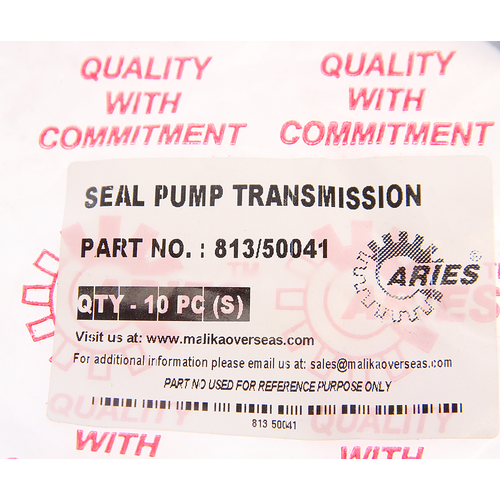 QUALITY QUALITY
WITH WITH
COMMITMENT COMMITMENT
SEAL PUMP TRANSMISSION
PART NO. : 813/50041
ARIES®
QTY - 10 PC (S)
Visit us at: www.malikaoverseas.com
For additional information please email us at: sales@malikaoverseas.com
PART NO USED FOR REFERENCE PURPOSE ONLY
813 50041
QUALITY
WITH WITH